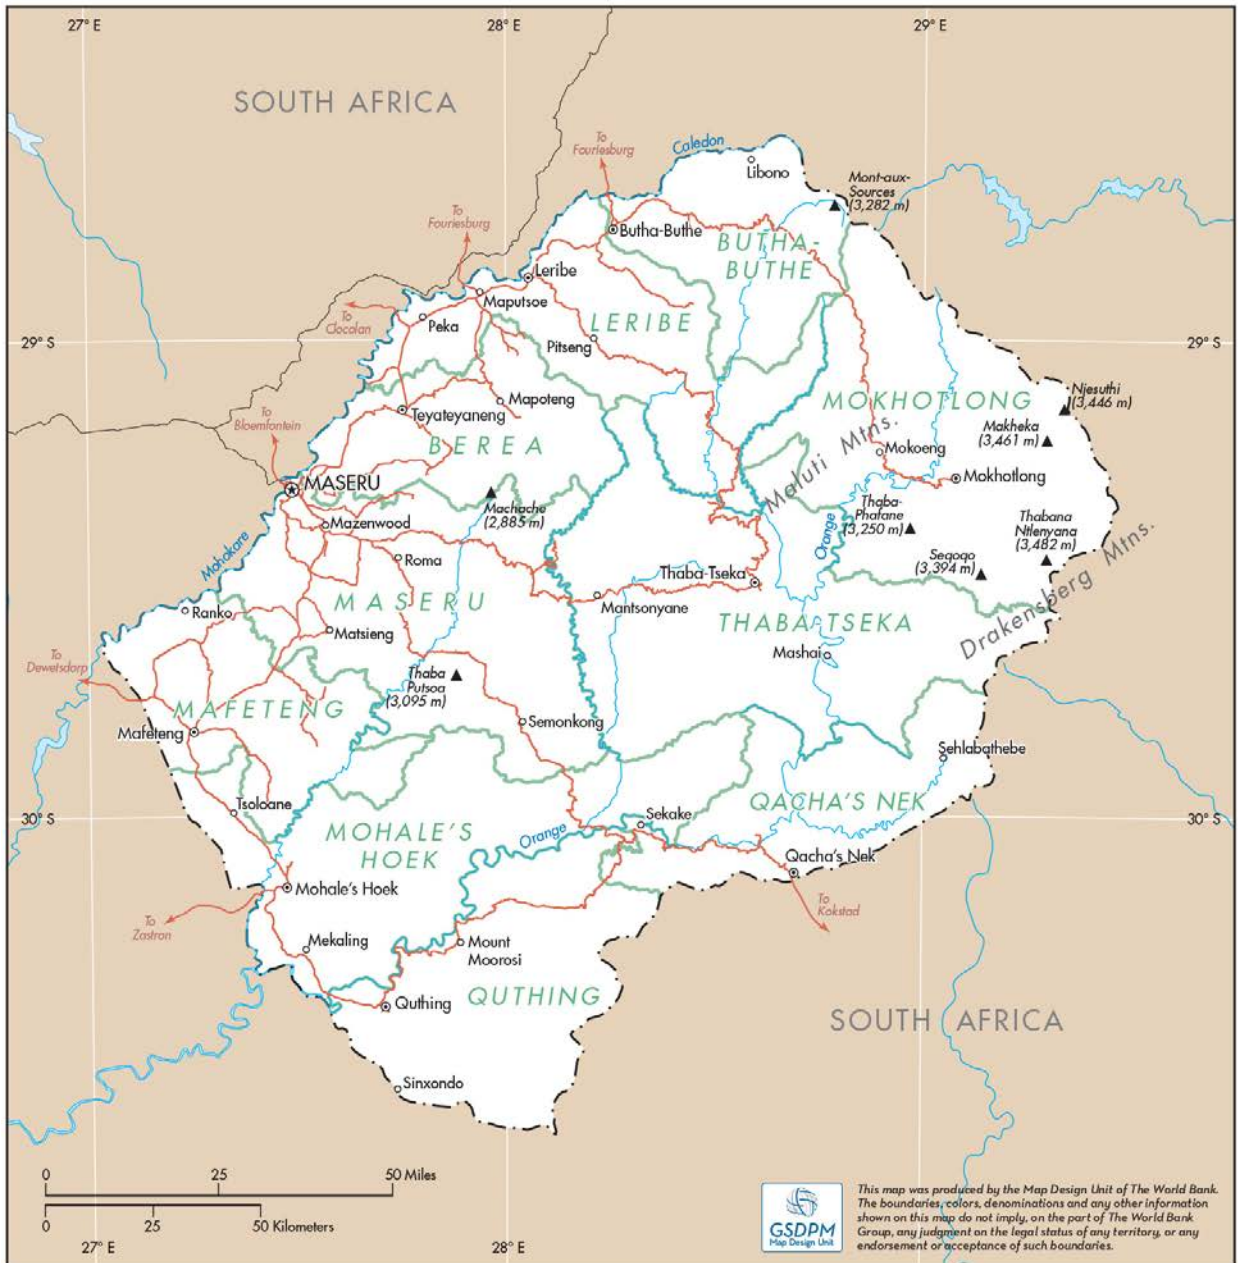 27° E
28° E
29° E
SOUTH AFRICA
To
Fouriesburg
Caledon
Libono
Mont-aux-
Sources
(3,282 m)
To
Fouriesburg
Butha-Buthe
BUTHA-
BUTHE
Leribe
Maputsoe
To
Clocolan
Peka
LERIBE
Pitseng
29° S
29° S
Njesuthi
(3,446 m)
MOKHOTLONG
Makheka
(3,461 m)
Mapoteng
Teyateyaneng
To
Bloemfontein
BEREA
Maluti Mtns.
Mokoeng
Mokhotlong
MASERU
Machache
(2,885 m)
Thaba-
Phatane
(3,250 m)
Thabana
Ntlenyana
(3,482 m)
Mazenwood
Orange
Mohokare
Roma
Seqoqo
(3,394 m)
Thaba-Tseka
Drakensberg Mtns.
MASERU
Mantsonyane
Ranko
THABA-TSEKA
Matsieng
Mashai
To
Dewetsdorp
Thaba
Putsoa
(3,095 m)
MAFETENG
Mafeteng
Semonkong
Sehlabathebe
Tsoloane
QACHA'S NEK
30° S
30° S
Sekake
MOHALE'S
HOEK
Orange
Qacha's Nek
Mohale's Hoek
To
Zastron
To
Kokstad
Mekaling
Mount
Moorosi
Quthing
QUTHING
SOUTH AFRICA
Sinxondo
0 25 50 Miles
0 25 50 Kilometers
GSDPM
Map Design Unit
This map was produced by the Map Design Unit of The World Bank.
The boundaries, colors, denominations and any other information
shown on this map do not imply, on the part of The World Bank
Group, any judgment on the legal status of any territory, or any
endorsement or acceptance of such boundaries.
27° E
28° E